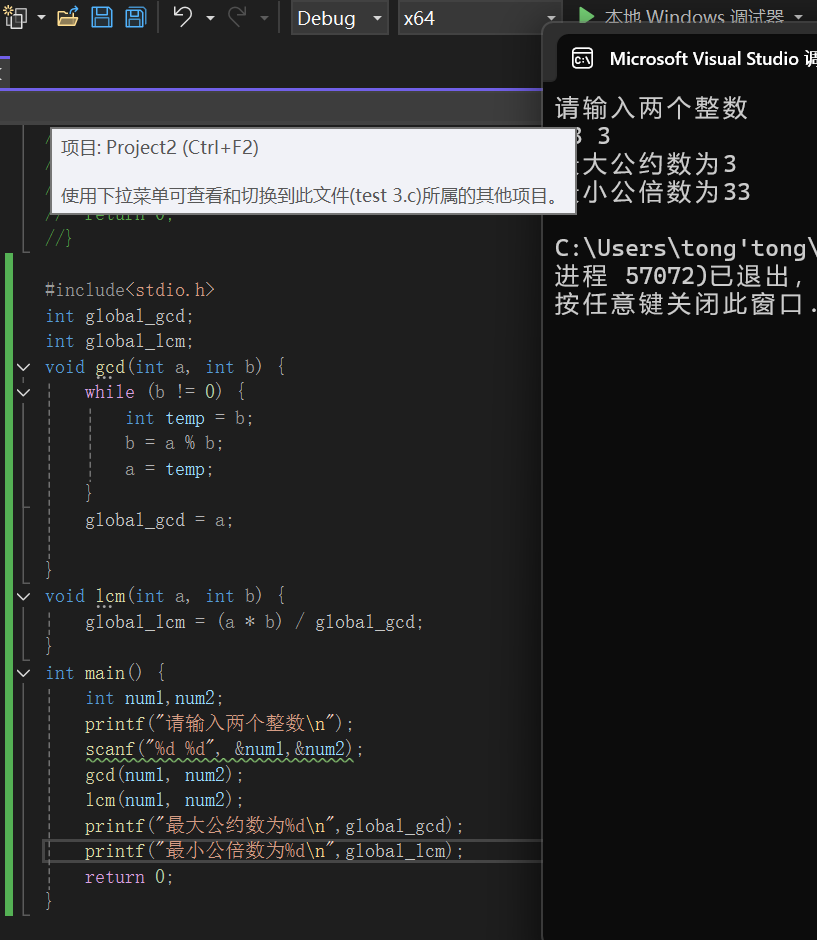 Debug
x64
本地 Windows 调试器
Microsoft Visual Studio 调
请输入两个整数
3 3
大公约数为3
小公倍数为33
C:\Users\tong'tong\
进程 57072)已退出,
按任意键关闭此窗口.
项目: Project2 (Ctrl+F2)
使用下拉菜单可查看和切换到此文件(test 3.c)所属的其他项目。
// return 0;
//}
#include<stdio.h>
int global_gcd;
int global_lcm;
void gcd(int a, int b) {
while (b != 0) {
int temp = b;
b = a % b;
a = temp;
}
global_gcd = a;
}
void lcm(int a, int b) {
global_lcm = (a * b) / global_gcd;
}
int main() {
int num1,num2;
printf("请输入两个整数\n");
scanf("%d %d", &num1,&num2);
gcd(num1, num2);
lcm(num1, num2);
printf("最大公约数为%d\n",global_gcd);
printf("最小公倍数为%d\n",global_lcm);
return 0;
}